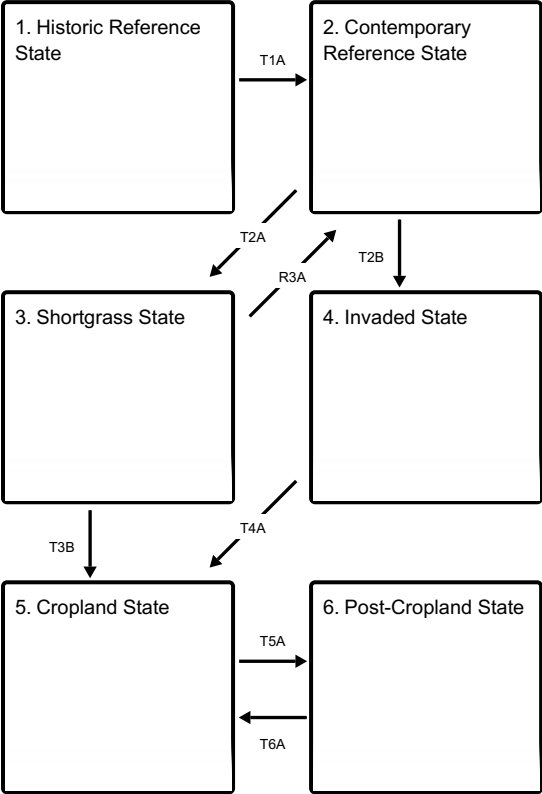 1. Historic Reference
State
T1A
2. Contemporary
Reference State
T2A
R3A
T2B
3. Shortgrass State
4. Invaded State
T3B
T4A
5. Cropland State
T5A
T6A
6. Post-Cropland State